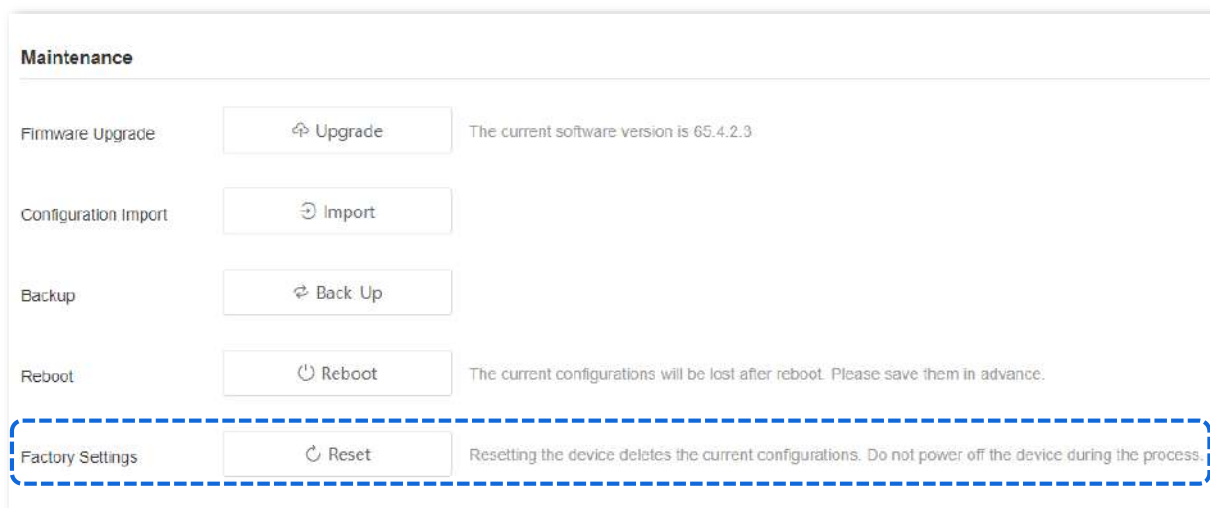 Maintenance
Firmware Upgrade Upgrade The current software version is 65.4.2.3
Configuration Import Import
Backup Back Up
Reboot Reboot The current configurations will be lost after reboot. Please save them in advance.
Factory Settings Reset Resetting the device deletes the current configurations. Do not power off the device during the process.